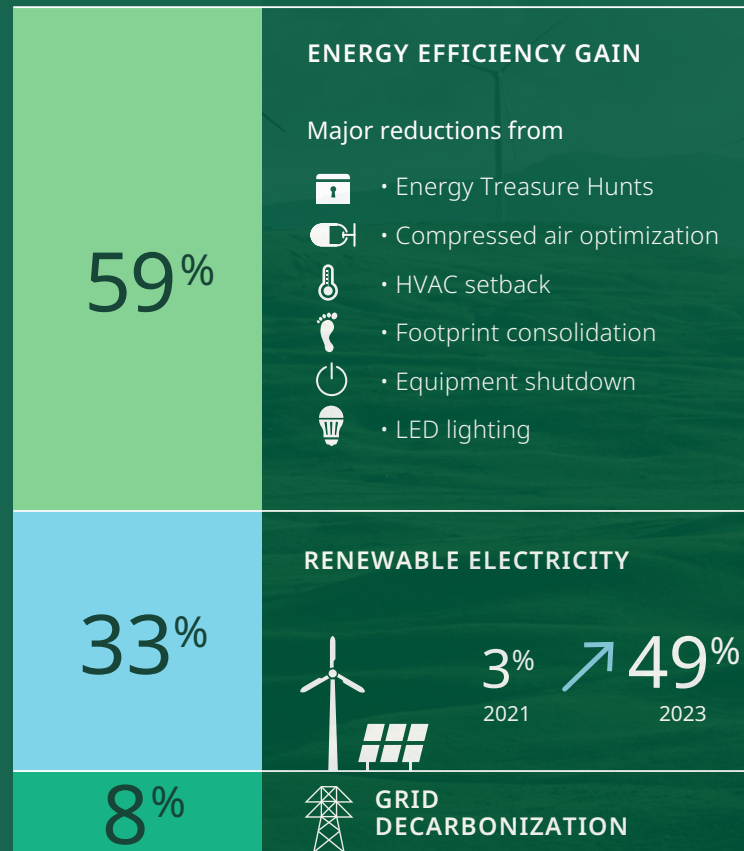 ENERGY EFFICIENCY GAIN
Major reductions from
• Energy Treasure Hunts
• Compressed air optimization
59%
• HVAC setback
• Footprint consolidation
• Equipment shutdown
• LED lighting
RENEWABLE ELECTRICITY
33%
3% 49%
2021 2023
8%
GRID
DECARBONIZATION